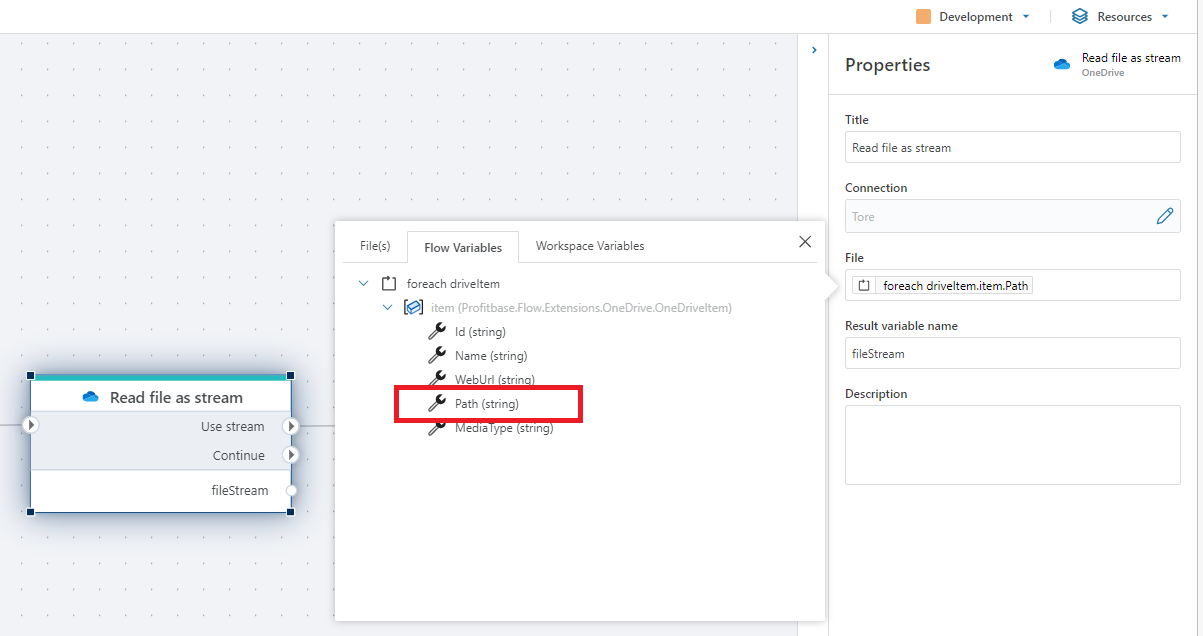 Development
Resources
Properties
Read file as stream
OneDrive
Title
Read file as stream
Connection
Tore
File
foreach driveItem.item.Path
Result variable name
fileStream
Description
File(s)
Flow Variables
Workspace Variables
foreach driveItem
item (Profitbase.Flow.Extensions.OneDrive.OneDriveItem)
Id (string)
Name (string)
WebUrl (string)
Path (string)
MediaType (string)
Read file as stream
Use stream
Continue
fileStream